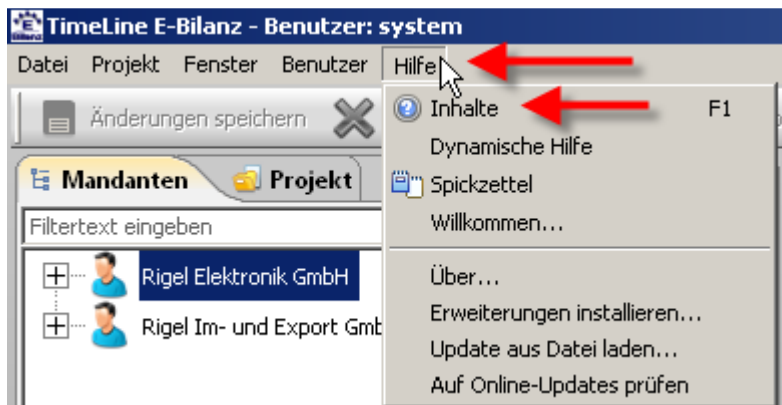 TimeLine E-Bilanz - Benutzer: system
Datei Projekt Fenster Benutzer Hilfe
Änderungen speichern
Inhalte F1
Dynamische Hilfe
Mandanten Projekt
Spickzettel
Filtertext eingeben
Willkommen...
Rigel Elektronik GmbH
Über...
Rigel Im- und Export
Erweiterungen installieren...
Update aus Datei laden...
Auf Online-Updates prüfen